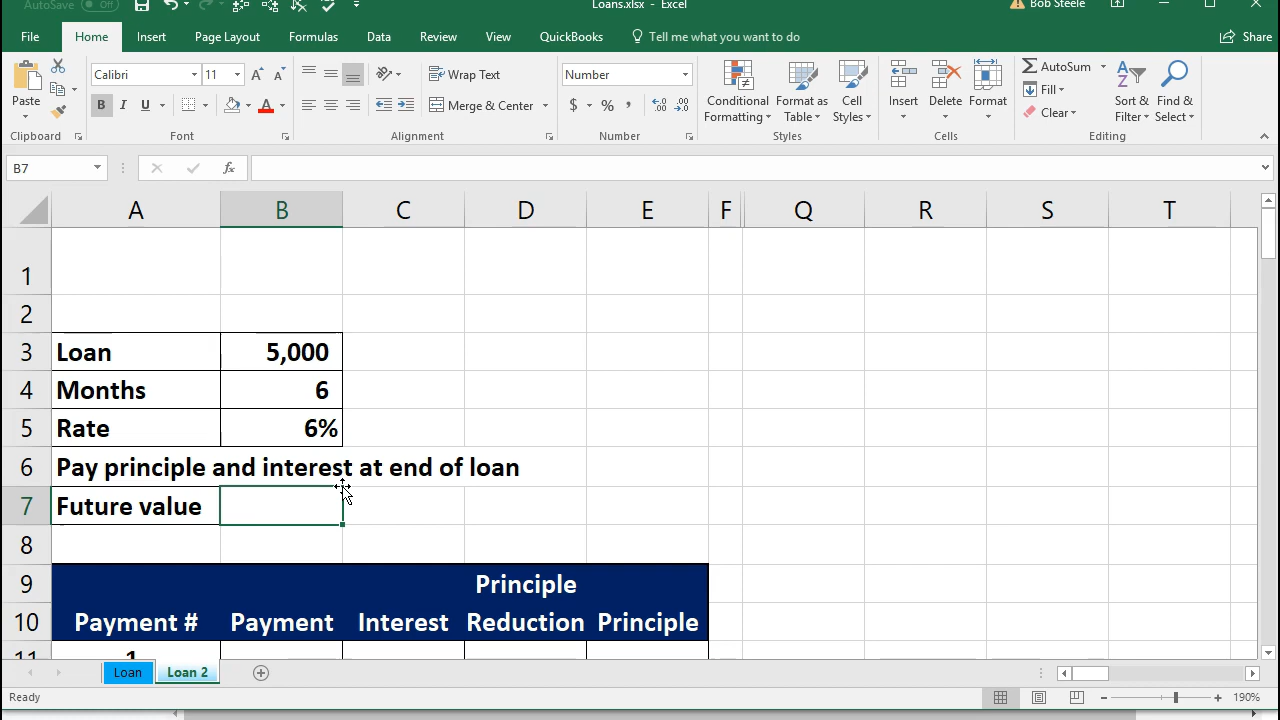 AutoSave Off Loans.xlsx - Excel Bob Steele
File Home Insert Page Layout Formulas Data Review View QuickBooks Tell me what you want to do Share
Paste
Calibri 11
B I U A
Wrap Text
Merge & Center
Number
$ % ,
Conditional Formatting
Format as Table
Cell Styles
Insert
Delete
Format
AutoSum
Fill
Clear
Sort & Filter
Find & Select
Clipboard Font Alignment Number Styles Cells Editing
B7 fx
A B C D E F Q R S T
1
2
3 Loan 5,000
4 Months 6
5 Rate 6%
6 Pay principle and interest at end of loan
7 Future value
8
9 Principle
10 Payment # Payment Interest Reduction Principle
11 1
Loan Loan 2
Ready 190%